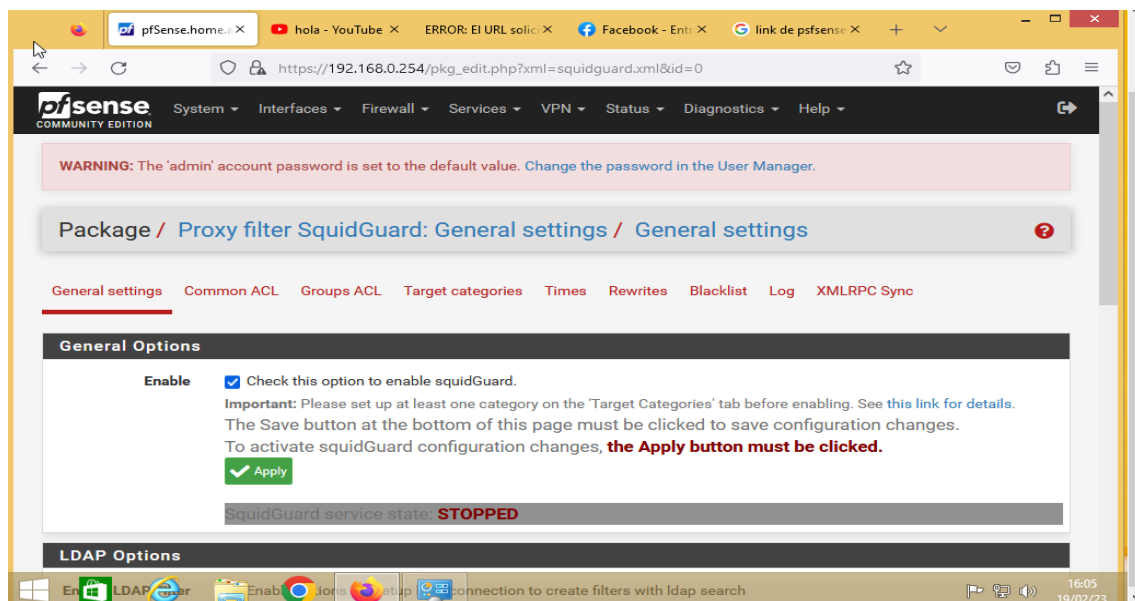 pfSense.home.a
hola - YouTube
ERROR: El URL solici
Facebook - Entr
link de psfsense
https://192.168.0.254/pkg_edit.php?xml=squidguard.xml&id=0
pfsense
COMMUNITY EDITION
System Interfaces Firewall Services VPN Status Diagnostics Help
WARNING: The 'admin' account password is set to the default value. Change the password in the User Manager.
Package / Proxy filter SquidGuard: General settings / General settings
General settings Common ACL Groups ACL Target categories Times Rewrites Blacklist Log XMLRPC Sync
General Options
Enable Check this option to enable squidGuard.
Important: Please set up at least one category on the 'Target Categories' tab before enabling. See this link for details.
The Save button at the bottom of this page must be clicked to save configuration changes.
To activate squidGuard configuration changes, the Apply button must be clicked.
Apply
SquidGuard service state: STOPPED
LDAP Options
LDAP connection to create filters with ldap search
16:05
19/02/23